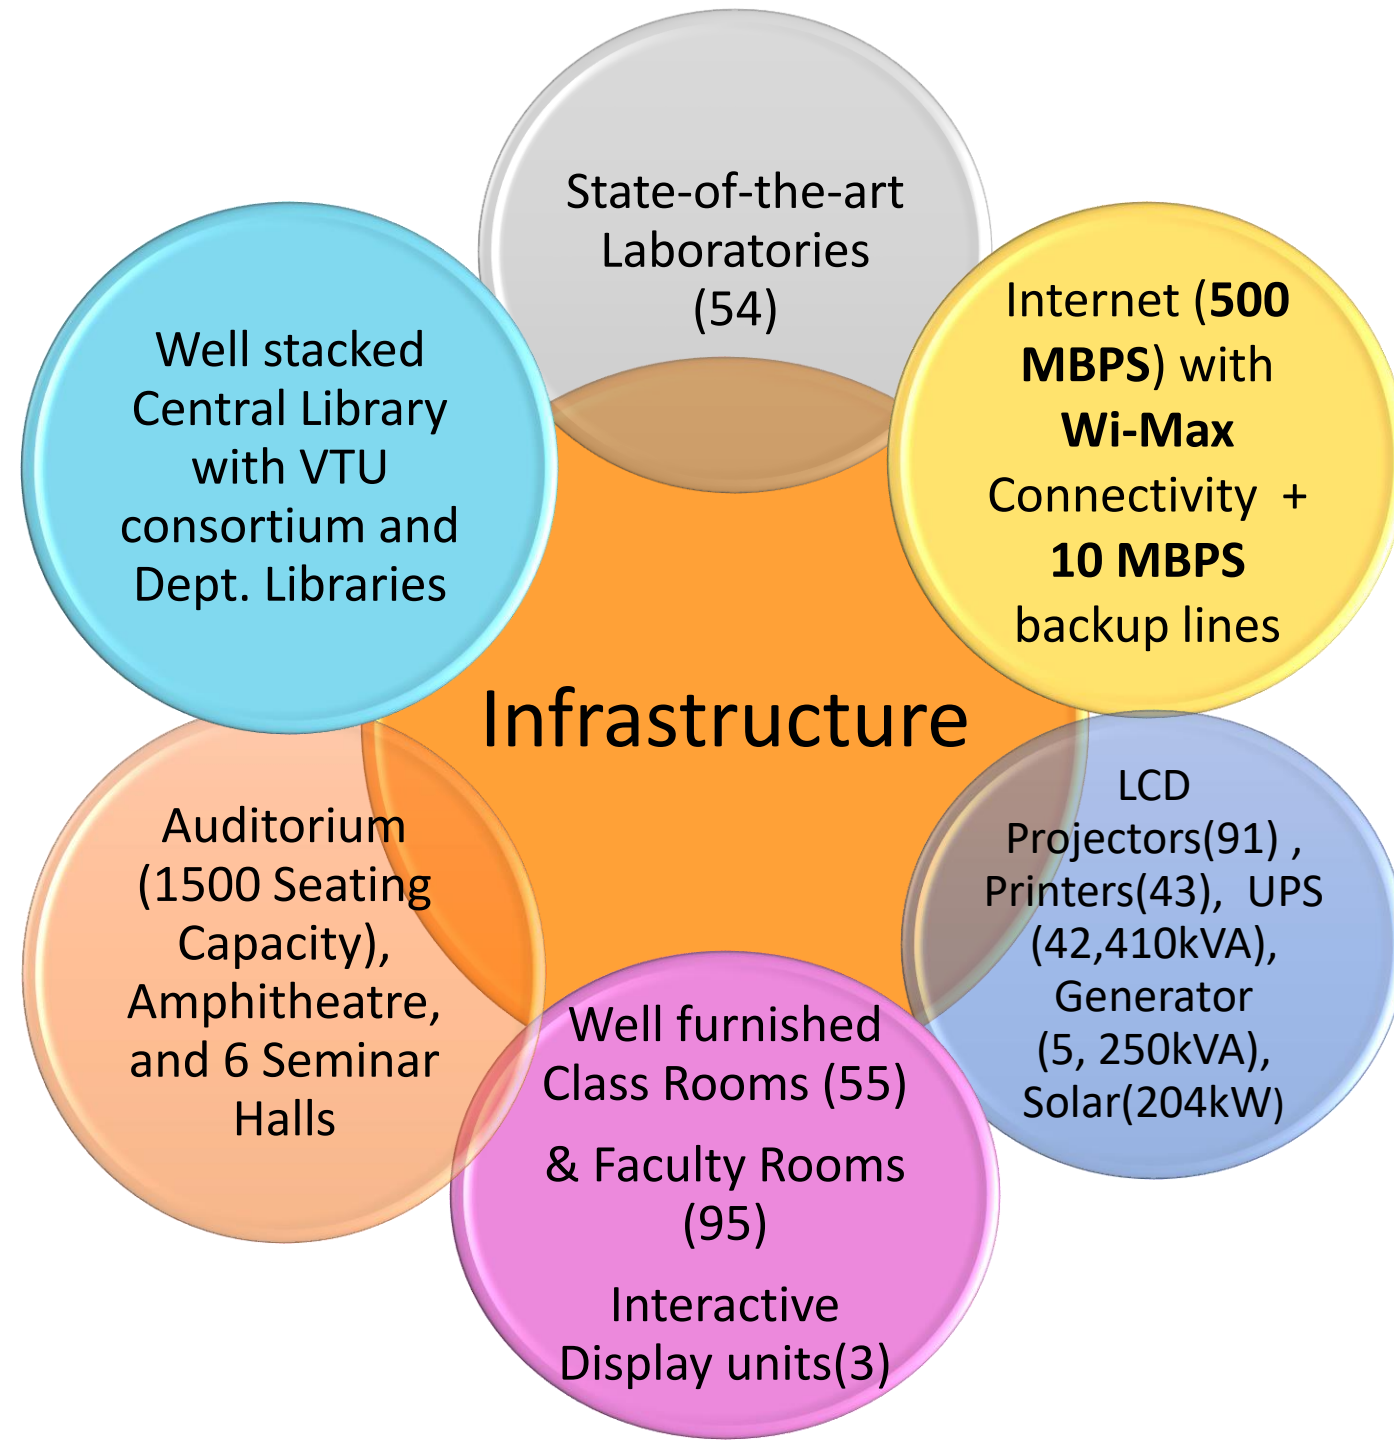 State-of-the-art
Laboratories
(54)
Internet (500
MBPS) with
Wi-Max
Connectivity +
10 MBPS
backup lines
LCD
Projectors(91) ,
Printers(43), UPS
(42,410kVA),
Generator
(5, 250kVA),
Solar(204kW)
Well furnished
Class Rooms (55)
& Faculty Rooms
(95)
Interactive
Display units(3)
Auditorium
(1500 Seating
Capacity),
Amphitheatre,
and 6 Seminar
Halls
Well stacked
Central Library
with VTU
consortium and
Dept. Libraries
Infrastructure